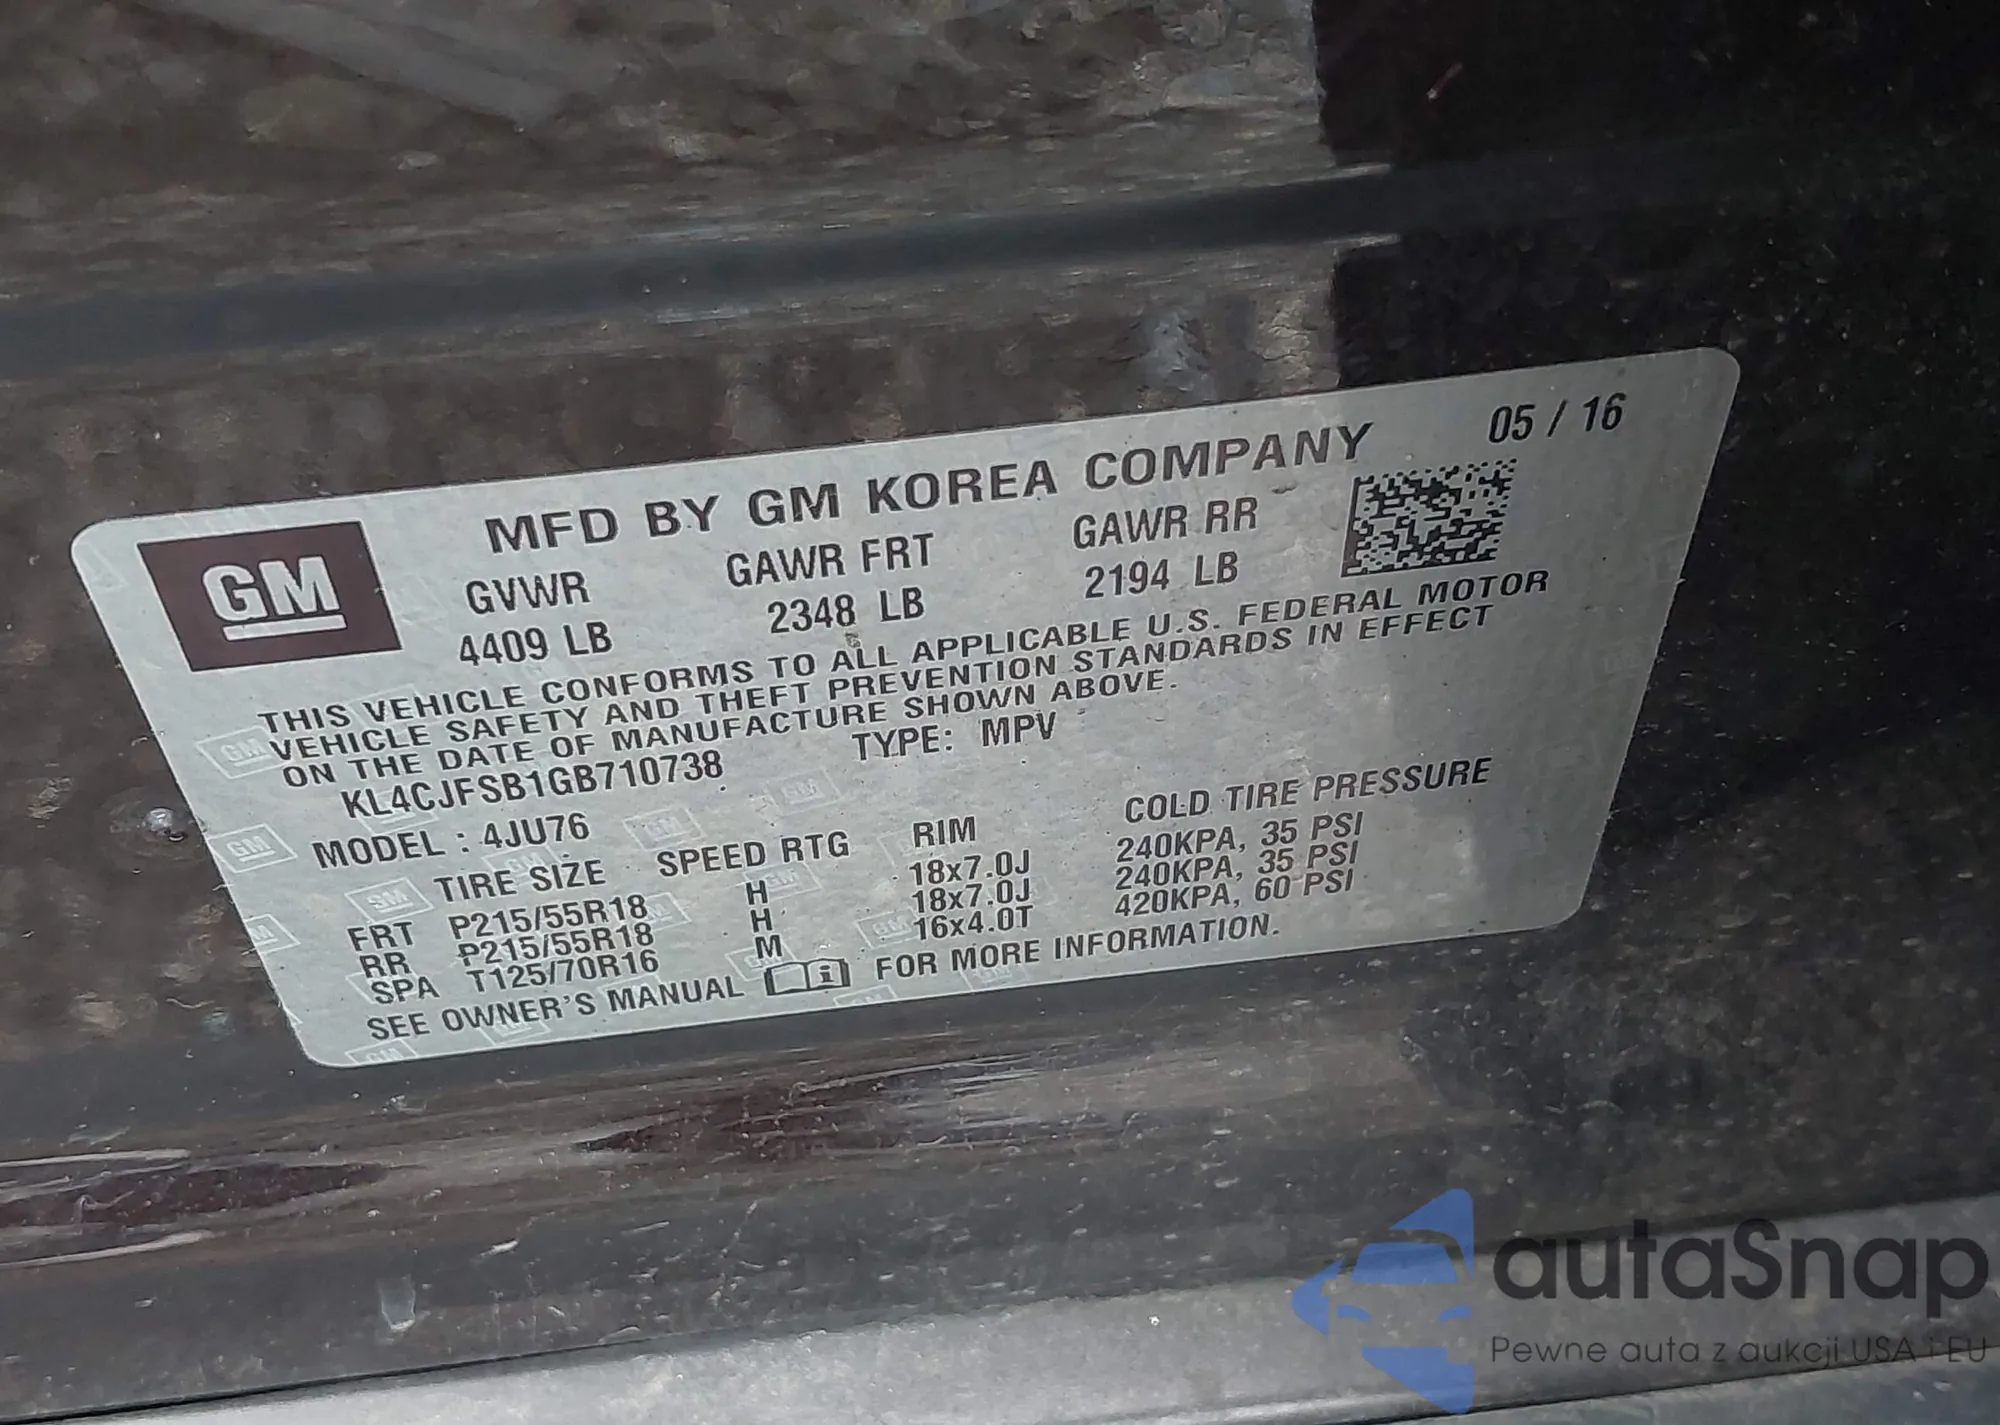 MFD BY GM KOREA COMPANY 05 / 16
GM
GVWR GAWR FRT GAWR RR
4409 LB 2348 LB 2194 LB
THIS VEHICLE CONFORMS TO ALL APPLICABLE U.S. FEDERAL MOTOR
VEHICLE SAFETY AND THEFT PREVENTION STANDARDS IN EFFECT
ON THE DATE OF MANUFACTURE SHOWN ABOVE.
KL4CJFSB1GB710738 TYPE: MPV
MODEL : 4JU76
TIRE SIZE SPEED RTG RIM COLD TIRE PRESSURE
FRT P215/55R18 H 18x7.0J 240KPA, 35 PSI
RR P215/55R18 H 18x7.0J 240KPA, 35 PSI
SPA T125/70R16 M 16x4.0T 420KPA, 60 PSI
SEE OWNER'S MANUAL FOR MORE INFORMATION.
autaSnap
Pewne auta z aukcji USA i EU